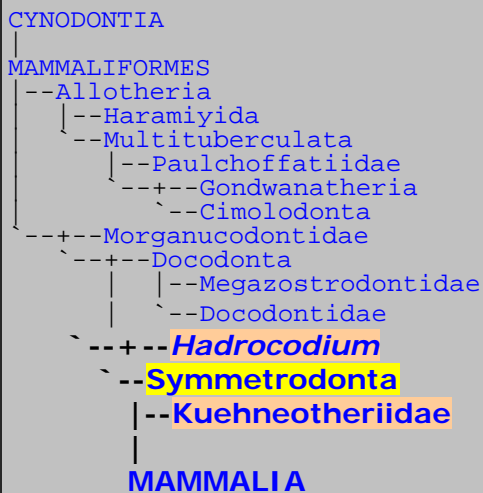 CYNODONTIA
|
MAMMALIFORMES
|--Allotheria
|  |--Haramiyida
|  `--Multituberculata
|     |--Paulchoffatiidae
|     `--+--Gondwanatheria
|        `--Cimolodonta
`--+--Morganucodontidae
   `--+--Docodonta
      |  |--Megazostrodontidae
      |  `--Docodontidae
`--+--Hadrocodium
`--Symmetrodonta
|--Kuehneotheriidae
|
MAMMALIA